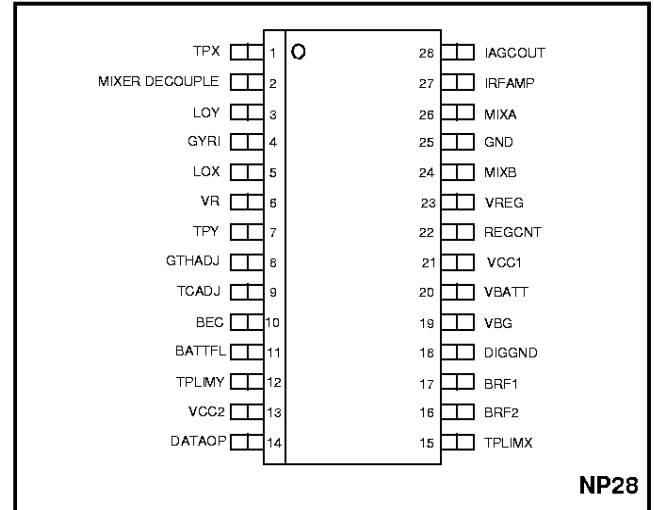 TPX 1 28 IAGCOUT
MIXER DECOUPLE 2 27 IRFAMP
LOY 3 26 MIXA
GYRI 4 25 GND
LOX 5 24 MIXB
VR 6 23 VREG
TPY 7 22 REGCNT
GTHADJ 8 21 VCC1
TCADJ 9 20 VBATT
BEC 10 19 VBG
BATTFL 11 18 DIGGND
TPLIMY 12 17 BRF1
VCC2 13 16 BRF2
DATAOP 14 15 TPLIMX
NP28